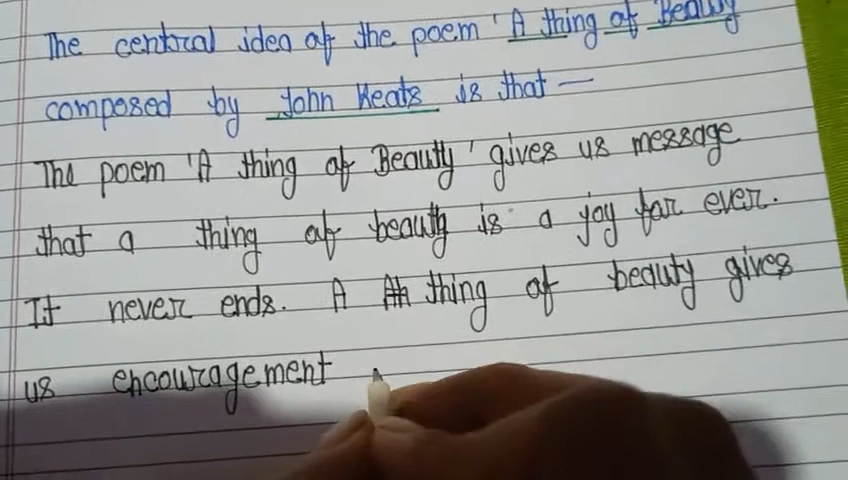 The central idea of the poem 'A thing of Beauty
composed by John Keats is that —
The poem 'A thing of Beauty' gives us message
that a thing of beauty is a joy for ever.
It never ends. A thing of beauty gives
us encouragement